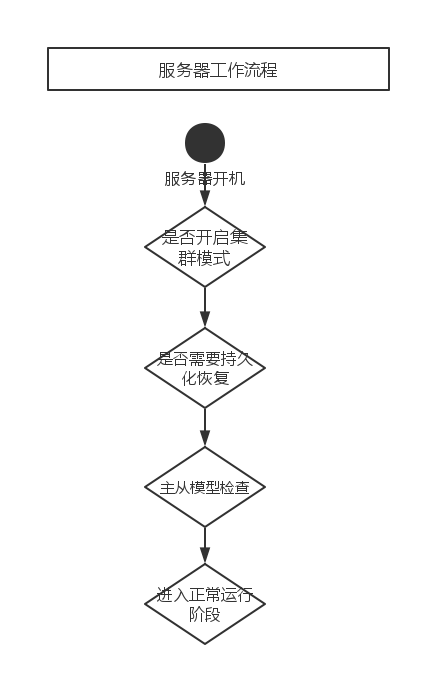 服务器工作流程
服务器开机
是否开启集
群模式
是否需要持久
化恢复
主从模型检查
进入正常运行
阶段